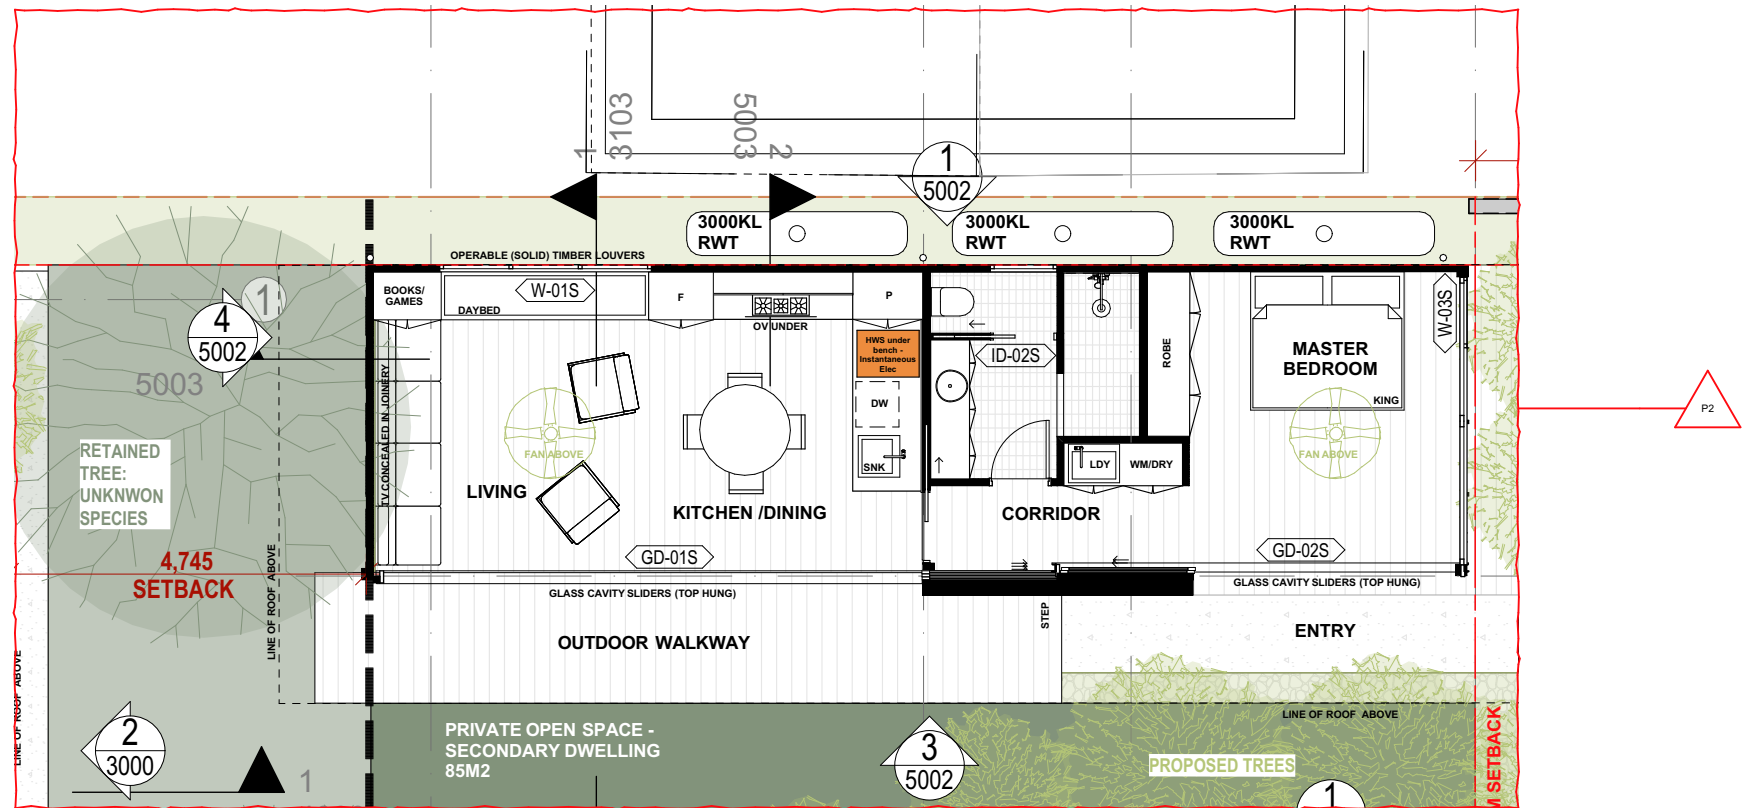 1
3103
5003
2
1
5002
3000KL
RWT
3000KL
RWT
3000KL
RWT
OPERABLE (SOLID) TIMBER LOUVERS
BOOKS/
GAMES
DAYBED
W-01S
F
P
OV UNDER
HWS under
bench -
Instantaneous
Elec
DW
SNK
ID-02S
ROBE
MASTER
BEDROOM
KING
W-03S
1
4
5002
5003
TV CONCEALED IN JOINERY
FAN ABOVE
FAN ABOVE
LDY
WM/DRY
P2
RETAINED
TREE:
UNKNWON
SPECIES
LIVING
KITCHEN /DINING
CORRIDOR
GD-01S
GD-02S
4,745
SETBACK
LINE OF ROOF ABOVE
GLASS CAVITY SLIDERS (TOP HUNG)
GLASS CAVITY SLIDERS (TOP HUNG)
STEP
OUTDOOR WALKWAY
ENTRY
LINE OF ROOF ABOVE
LINE OF ROOF ABOVE
2
3000
1
PRIVATE OPEN SPACE -
SECONDARY DWELLING
85M2
3
5002
PROPOSED TREES
M SETBACK
1